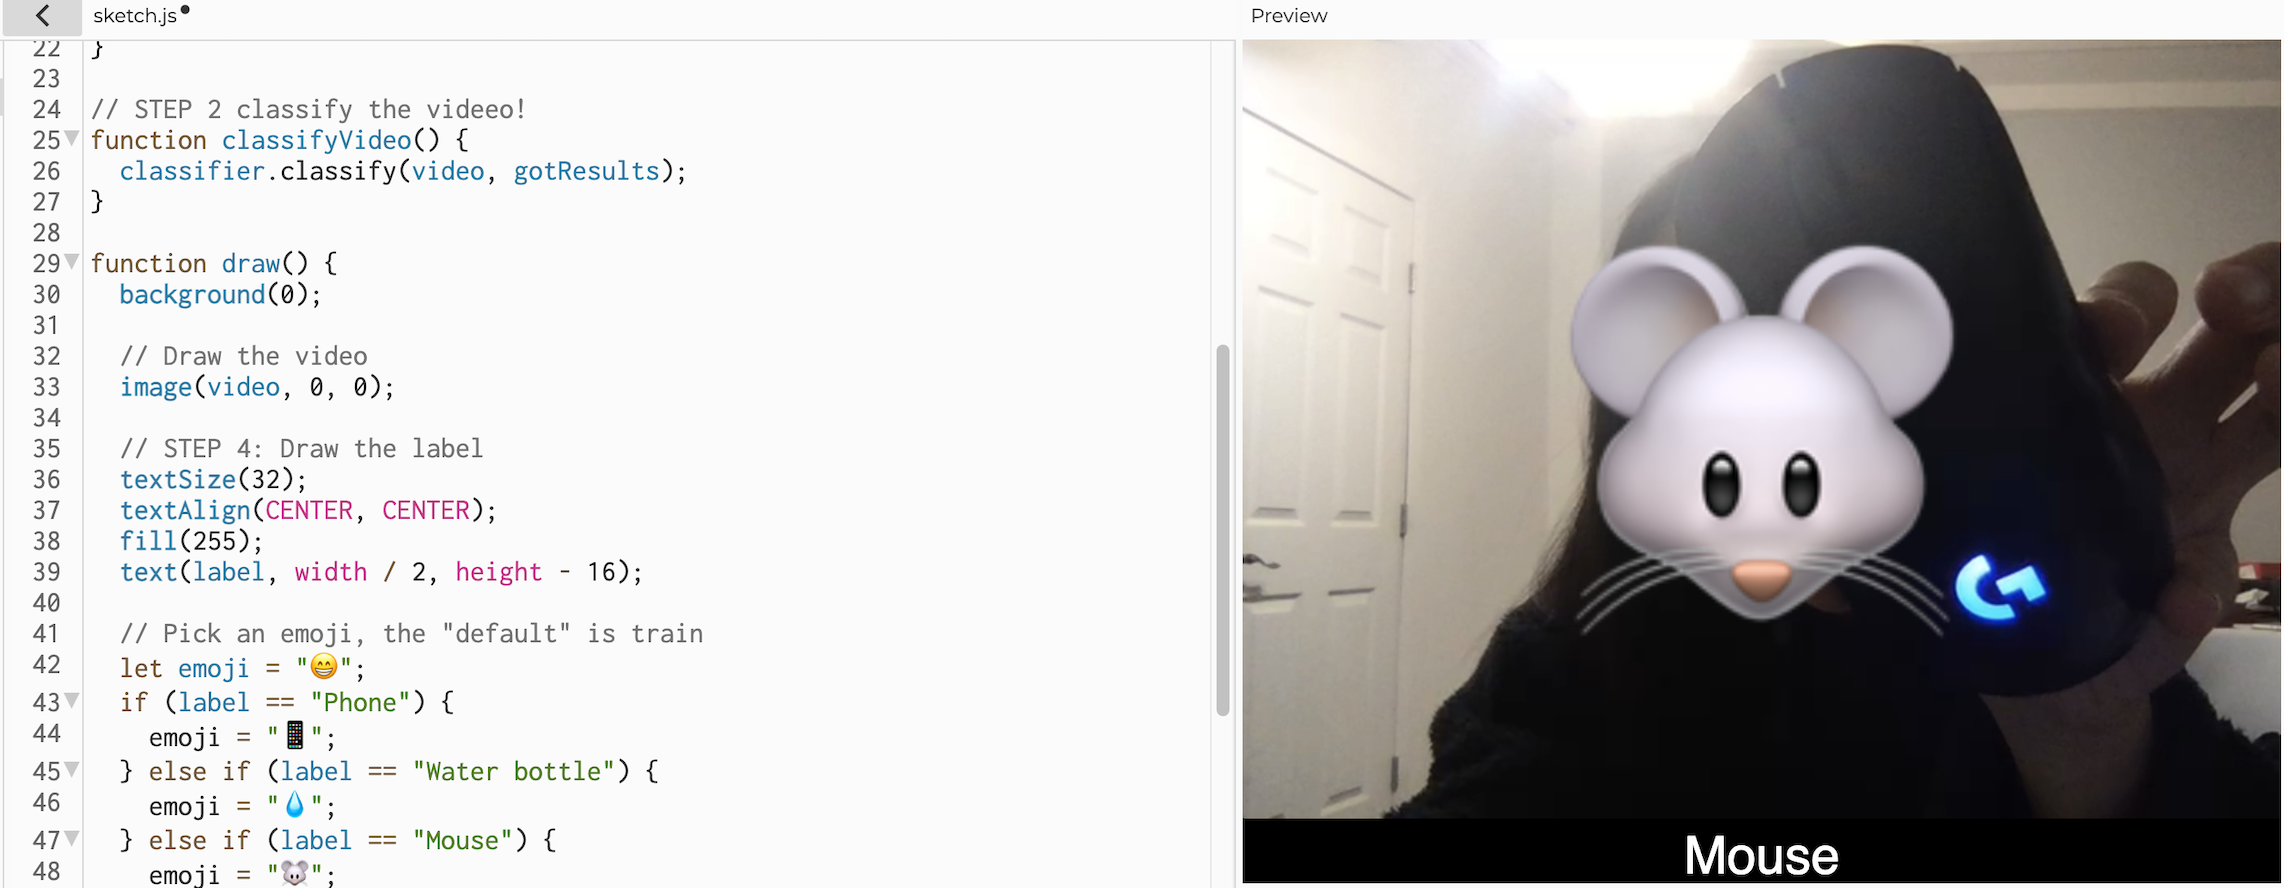 sketch.js
Preview
22 }
23
24 // STEP 2 classify the videeo!
25 function classifyVideo() {
26 classifier.classify(video, gotResults);
27 }
28
29 function draw() {
30 background(0);
31
32 // Draw the video
33 image(video, 0, 0);
34
35 // STEP 4: Draw the label
36 textSize(32);
37 textAlign(CENTER, CENTER);
38 fill(255);
39 text(label, width / 2, height - 16);
40
41 // Pick an emoji, the "default" is train
42 let emoji = "😁";
43 if (label == "Phone") {
44 emoji = "📱";
45 } else if (label == "Water bottle") {
46 emoji = "💧";
47 } else if (label == "Mouse") {
48 emoji = "🐭";
G
Mouse